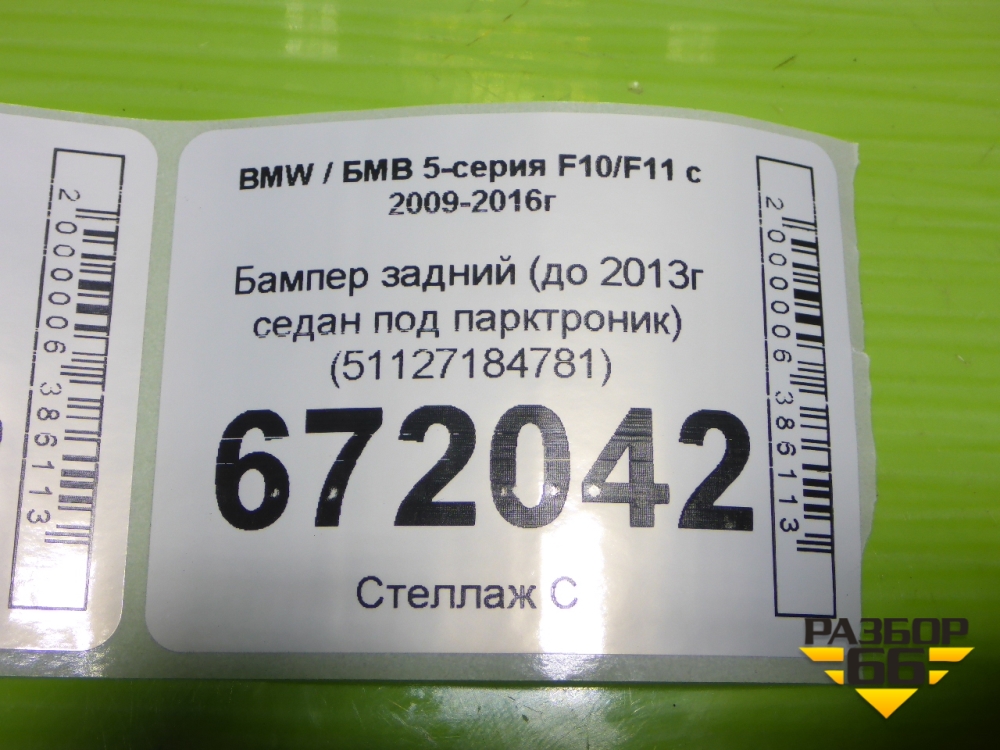 2000006386113
BMW / БМВ 5-серия F10/F11 с
2009-2016г
Бампер задний (до 2013г
седан под парктроник)
(51127184781)
672042
Стеллаж С
2000006386113
РАЗБОР
66